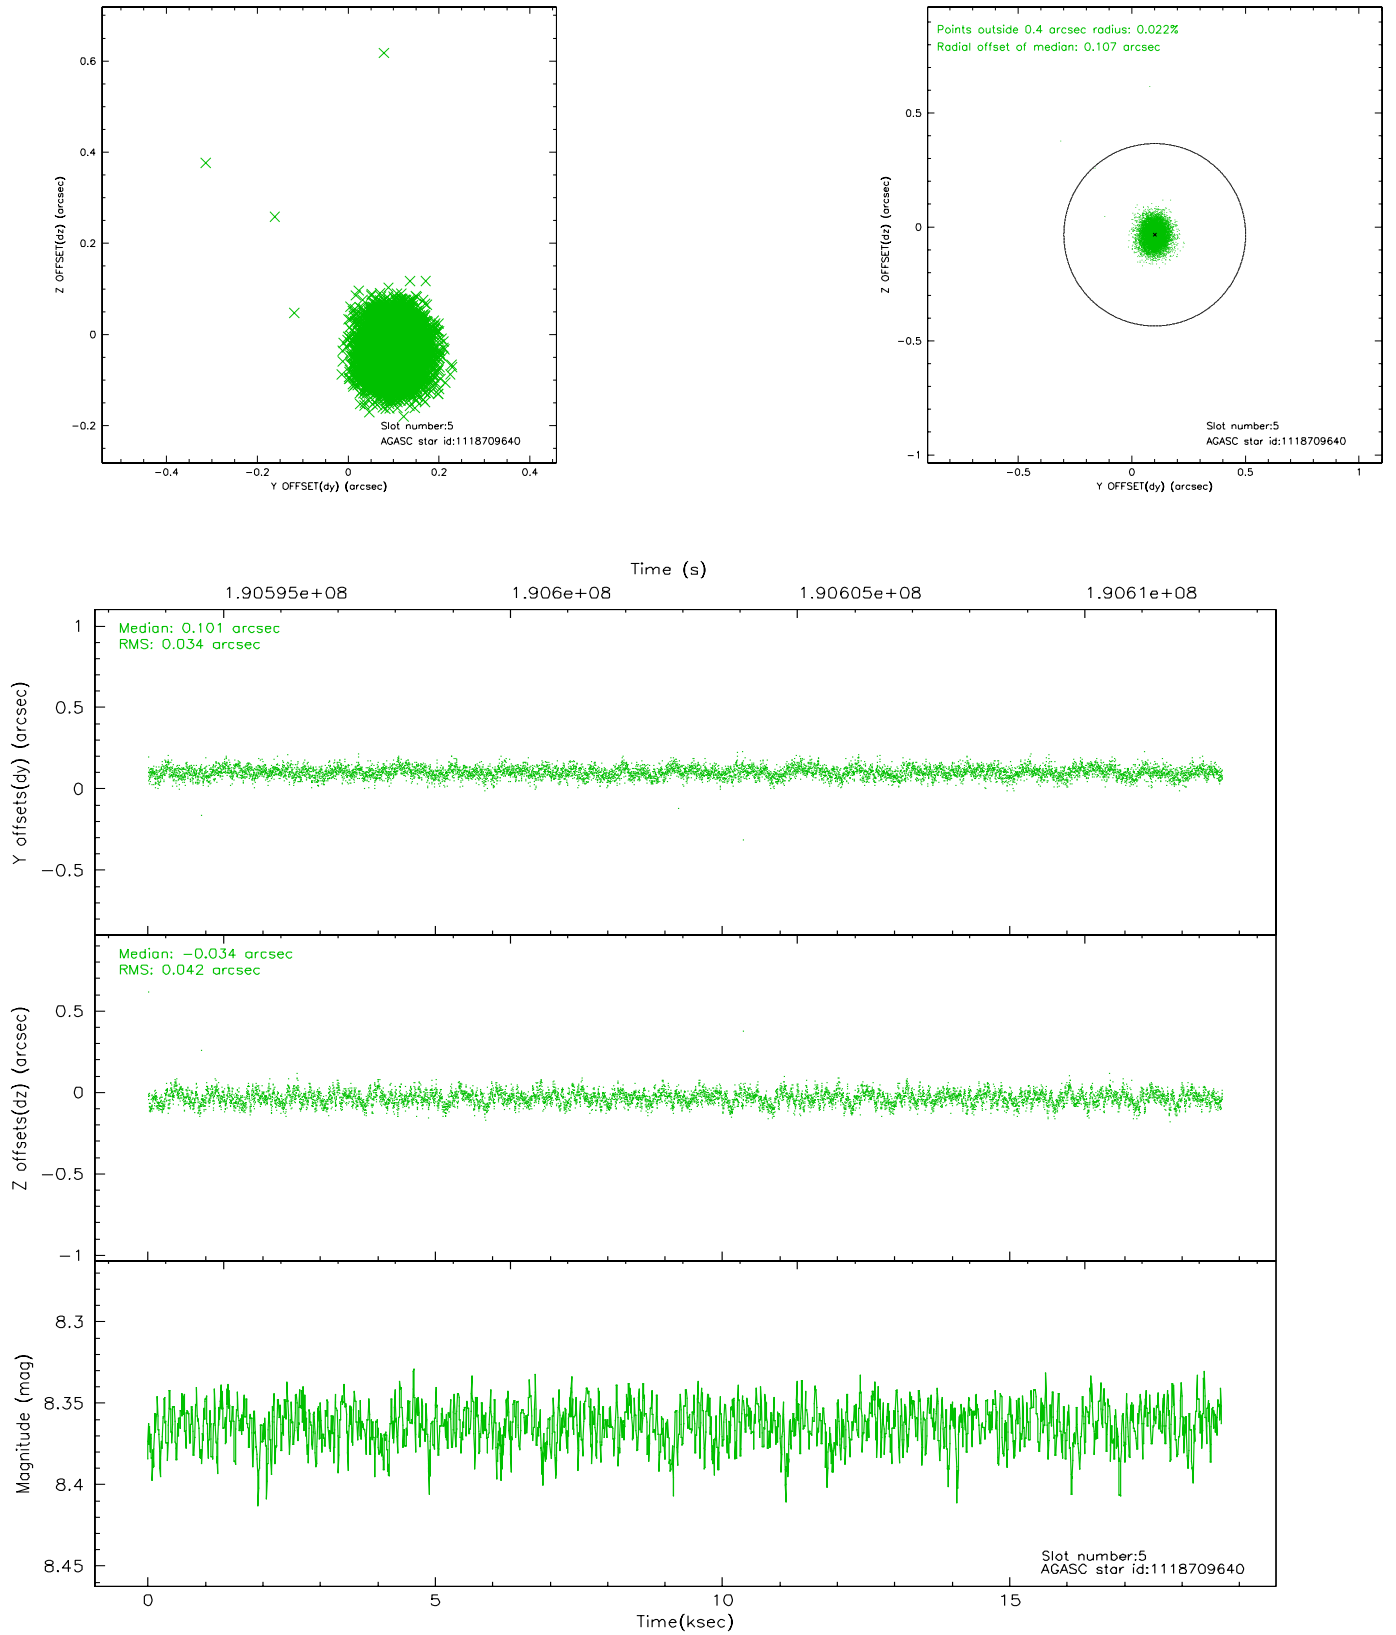 0.6
0.4
0.2
0
−0.2
Z OFFSET(dz) (arcsec)
−0.4
−0.2
0
0.2
0.4
Y OFFSET(dy) (arcsec)
Slot number:5
AGASC star id:1118709640
Points outside 0.4 arcsec radius: 0.022%
Radial offset of median: 0.107 arcsec
0.5
0
−0.5
−1
Z OFFSET(dz) (arcsec)
−0.5
0
0.5
1
Y OFFSET(dy) (arcsec)
Slot number:5
AGASC star id:1118709640
Time (s)
1.90595e+08
1.906e+08
1.90605e+08
1.9061e+08
Median: 0.101 arcsec
RMS: 0.034 arcsec
1
0.5
0
−0.5
Y offsets(dy) (arcsec)
Median: −0.034 arcsec
RMS: 0.042 arcsec
0.5
0
−0.5
−1
Z offsets(dz) (arcsec)
8.3
8.35
8.4
8.45
Magnitude (mag)
Slot number:5
AGASC star id:1118709640
0
5
10
15
Time(ksec)